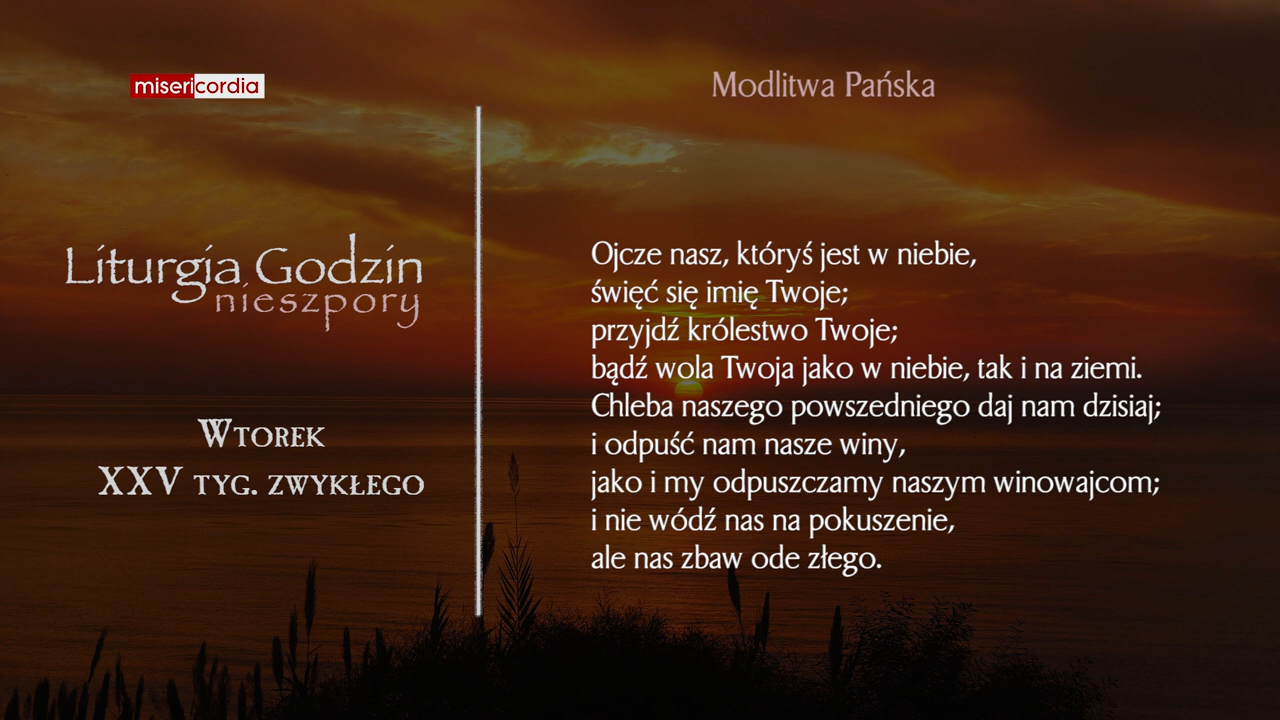 misericordia
Liturgia Godzin
nieszpory
Wtorek
XXV tyg. zwykłego
Modlitwa Pańska
Ojcze nasz, któryś jest w niebie,
święć się imię Twoje;
przyjdź królestwo Twoje;
bądź wola Twoja jako w niebie, tak i na ziemi.
Chleba naszego powszedniego daj nam dzisiaj;
i odpuść nam nasze winy,
jako i my odpuszczamy naszym winowajcom;
i nie wódź nas na pokuszenie,
ale nas zbaw ode złego.